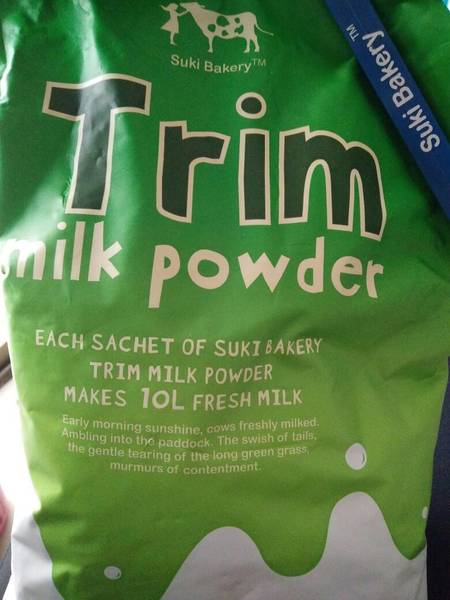 Suki Bakery™
Suki Bakery™
Trim
milk powder
EACH SACHET OF SUKI BAKERY
TRIM MILK POWDER
MAKES 10L FRESH MILK
Early morning sunshine, cows freshly milked.
Ambling into the paddock. The swish of tails,
the gentle tearing of the long green grass,
murmurs of contentment.